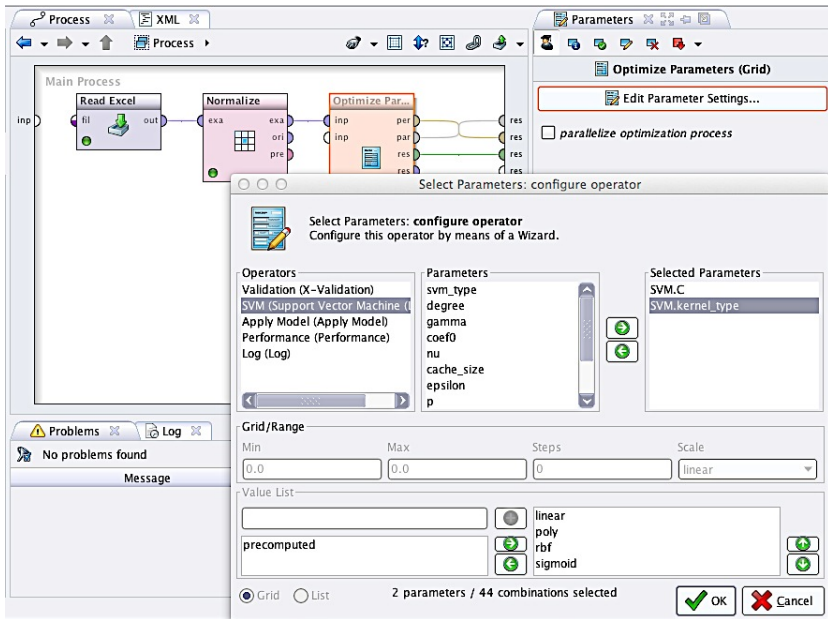 Process
XML
Process
Main Process
inp
Read Excel
fil
out
Normalize
exa
exa
ori
pre
Optimize Par...
inp
per
inp
par
res
res
res
res
res
res
Parameters
Optimize Parameters (Grid)
Edit Parameter Settings...
parallelize optimization process
Select Parameters: configure operator
Select Parameters: configure operator
Configure this operator by means of a Wizard.
Operators
Validation (X-Validation)
SVM (Support Vector Machine (
Apply Model (Apply Model)
Performance (Performance)
Log (Log)
Parameters
svm_type
degree
gamma
coef0
nu
cache_size
epsilon
p
Selected Parameters
SVM.C
SVM.kernel_type
Grid/Range
Min
Max
Steps
Scale
0.0
0.0
0
linear
Value List
precomputed
linear
poly
rbf
sigmoid
Grid
List
2 parameters / 44 combinations selected
OK
Cancel
Problems
Log
No problems found
Message